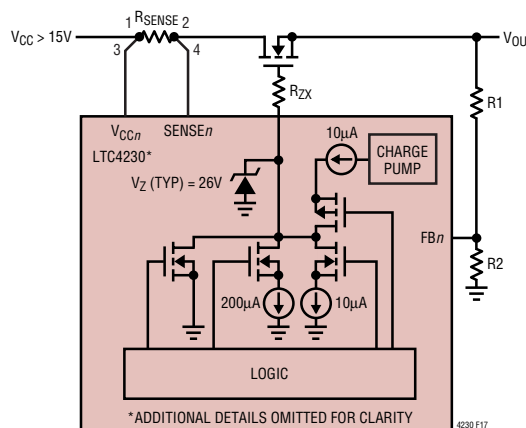 1 RSENSE 2
VCC > 15V
VOU
3
4
RZX
R1
VCCn
SENSEn
LTC4230*
10µA
CHARGE
PUMP
VZ (TYP) = 26V
FBn
R2
200µA
10µA
LOGIC
*ADDITIONAL DETAILS OMITTED FOR CLARITY
4230 F17